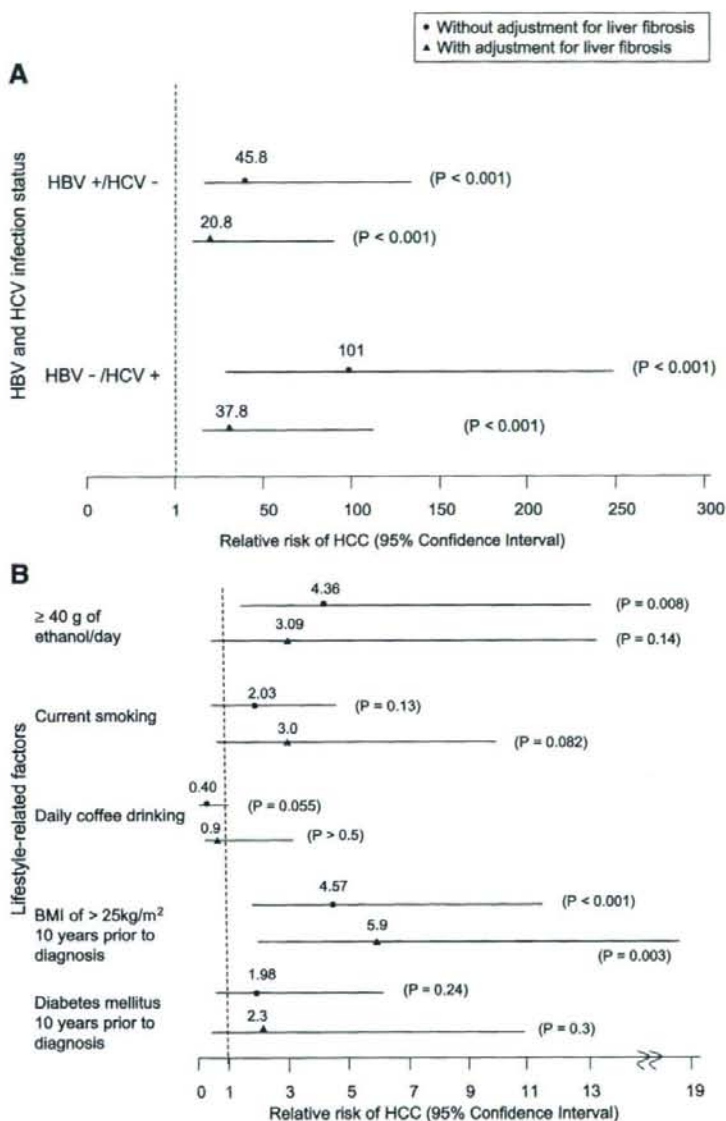 • Without adjustment for liver fibrosis
▲ With adjustment for liver fibrosis
A
HBV and HCV infection status
45.8
HBV +/HCV -
(P < 0.001)
20.8
(P < 0.001)
101
HBV - /HCV +
(P < 0.001)
37.8
(P < 0.001)
0 1 50 100 150 200 250 300
Relative risk of HCC (95% Confidence Interval)
B
Lifestyle-related factors
4.36
≥ 40 g of
ethanol/day
(P = 0.008)
3.09
(P = 0.14)
2.03
Current smoking
(P = 0.13)
3.0
(P = 0.082)
0.40
Daily coffee drinking
(P = 0.055)
0.9
(P > 0.5)
4.57
BMI of > 25kg/m²
10 years prior to
diagnosis
(P < 0.001)
5.9
(P = 0.003)
1.98
Diabetes mellitus
10 years prior to
diagnosis
(P = 0.24)
2.3
(P = 0.3)
0 1 3 5 7 9 11 13 19
Relative risk of HCC (95% Confidence Interval)